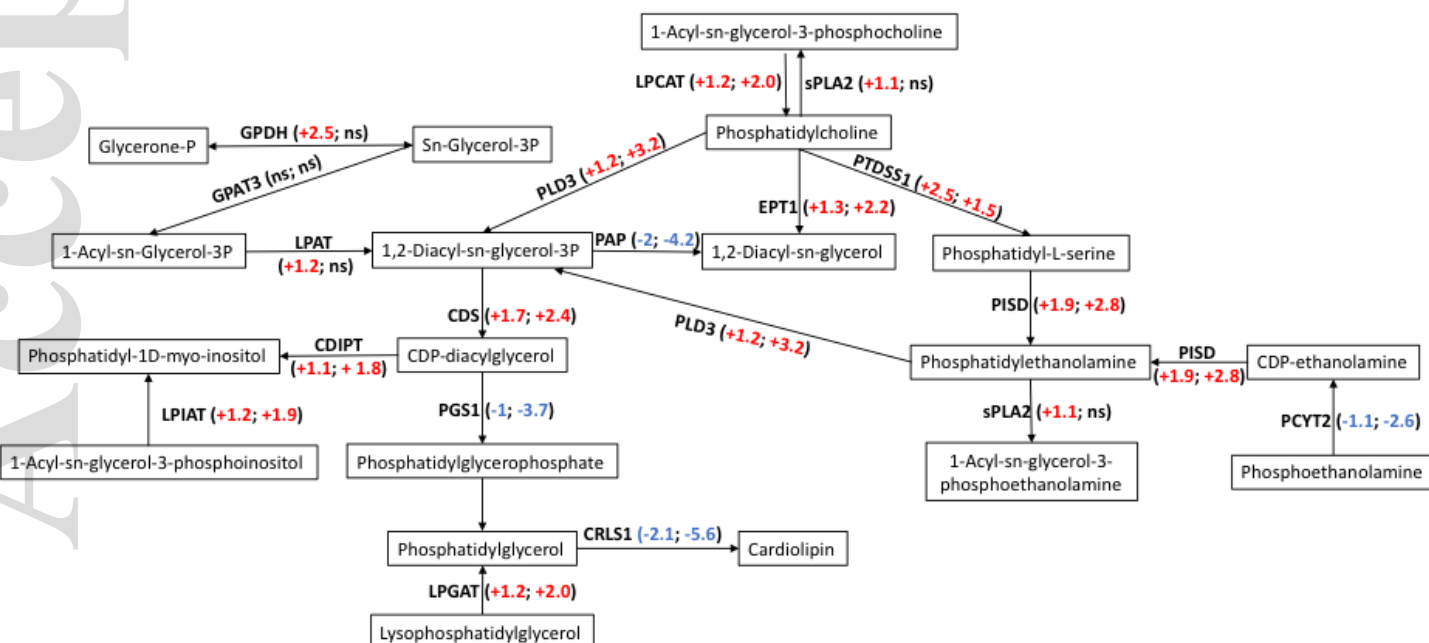 1-Acyl-sn-glycerol-3-phosphocholine
LPCAT (+1.2; +2.0)
sPLA2 (+1.1; ns)
Phosphatidylcholine
Glycerone-P
GPDH (+2.5; ns)
Sn-Glycerol-3P
GPAT3 (ns; ns)
PLD3 (+1.2; +3.2)
EPT1 (+1.3; +2.2)
PTDSS1 (+2.5; +1.5)
1-Acyl-sn-Glycerol-3P
LPAT
(+1.2; ns)
1,2-Diacyl-sn-glycerol-3P
PAP (-2; -4.2)
1,2-Diacyl-sn-glycerol
Phosphatidyl-L-serine
CDS (+1.7; +2.4)
PLD3 (+1.2; +3.2)
PISD (+1.9; +2.8)
Phosphatidyl-1D-myo-inositol
CDIPT
(+1.1; + 1.8)
CDP-diacylglycerol
Phosphatidylethanolamine
PISD
(+1.9; +2.8)
CDP-ethanolamine
LPIAT (+1.2; +1.9)
PGS1 (-1; -3.7)
sPLA2 (+1.1; ns)
PCYT2 (-1.1; -2.6)
1-Acyl-sn-glycerol-3-phosphoinositol
Phosphatidylglycerophosphate
1-Acyl-sn-glycerol-3-
phosphoethanolamine
Phosphoethanolamine
Phosphatidylglycerol
CRLS1 (-2.1; -5.6)
Cardiolipin
LPGAT (+1.2; +2.0)
Lysophosphatidylglycerol